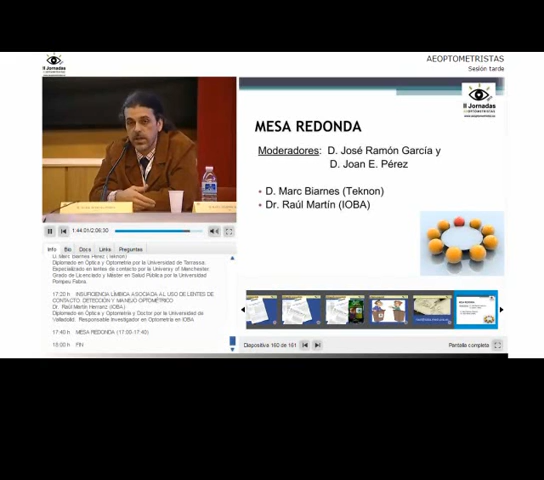 II Jornadas
AEOPTOMETRISTAS
Sesión tarde
II Jornadas
MESA REDONDA
Moderadores: D. José Ramón García y
D. Joan E. Pérez
• D. Marc Biarnes (Teknon)
• Dr. Raúl Martín (IOBA)
1:44:01/2:06:30
Info Bio Docs Links Preguntas
D. Marc Biarnes Pérez (Teknon)
Diplomado en Óptica y Optometria por la Universidad de Terrassa.
Especializado en lentes de contacto por la Univery of Manchester.
Grado de Licenciado y Máster en Salud Pública por la Universidad
Pompeu Fabra.
17:20 h INSUFICIENCIA LÍMBICA ASOCIADA AL USO DE LENTES DE
CONTACTO. DETECCIÓN Y MANEJO OPTOMÉTRICO
Dr. Raúl Martín Herranz (IOBA)
Diplomado en Óptica y Optometría y Doctor por la Universidad de
Valladolid. Responsable investigador en Optometría en IOBA.
17:40 h MESA REDONDA (17:00-17:40)
18:00 h FIN
Diapositiva 160 de 161
Pantalla completa